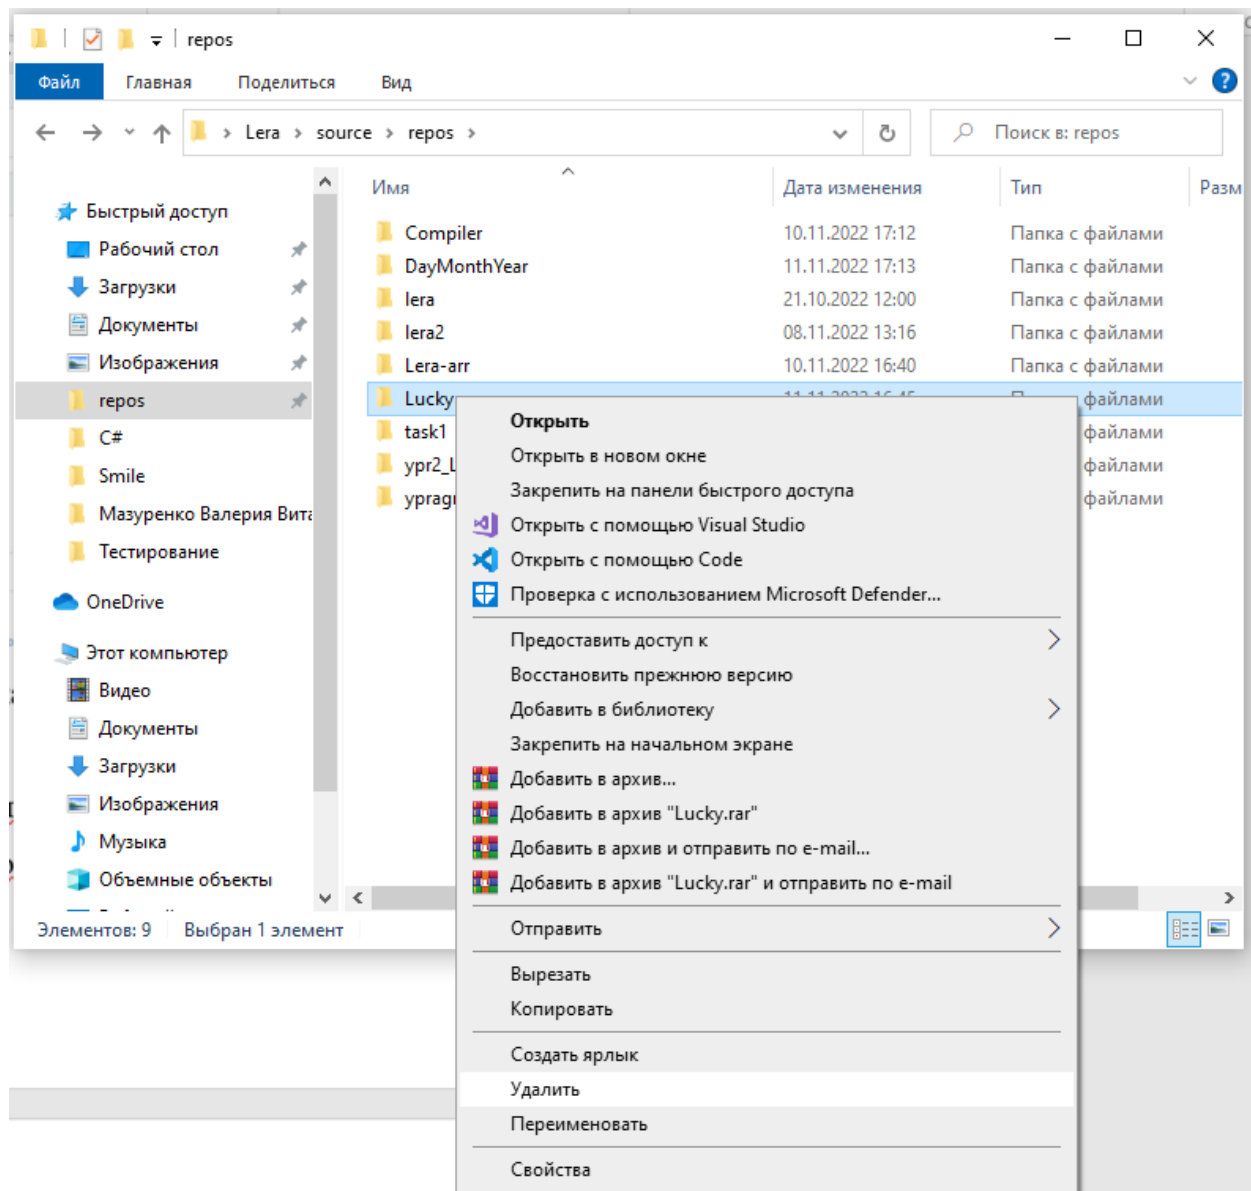 repos
Файл Главная Поделиться Вид
Lera › source › repos › Поиск в: repos
Имя Дата изменения Тип Разм
Быстрый доступ
Рабочий стол
Загрузки
Документы
Изображения
repos
C#
Smile
Мазуренко Валерия Вита
Тестирование
OneDrive
Этот компьютер
Видео
Документы
Загрузки
Изображения
Музыка
Объемные объекты
Compiler 10.11.2022 17:12 Папка с файлами
DayMonthYear 11.11.2022 17:13 Папка с файлами
lera 21.10.2022 12:00 Папка с файлами
lera2 08.11.2022 13:16 Папка с файлами
Lera-arr 10.11.2022 16:40 Папка с файлами
Lucky файлами
task1 файлами
ypr2_L файлами
ypragr файлами
Открыть
Открыть в новом окне
Закрепить на панели быстрого доступа
Открыть с помощью Visual Studio
Открыть с помощью Code
Проверка с использованием Microsoft Defender...
Предоставить доступ к
Восстановить прежнюю версию
Добавить в библиотеку
Закрепить на начальном экране
Добавить в архив...
Добавить в архив "Lucky.rar"
Добавить в архив и отправить по e-mail...
Добавить в архив "Lucky.rar" и отправить по e-mail
Отправить
Вырезать
Копировать
Создать ярлык
Удалить
Переименовать
Свойства
Элементов: 9 Выбран 1 элемент